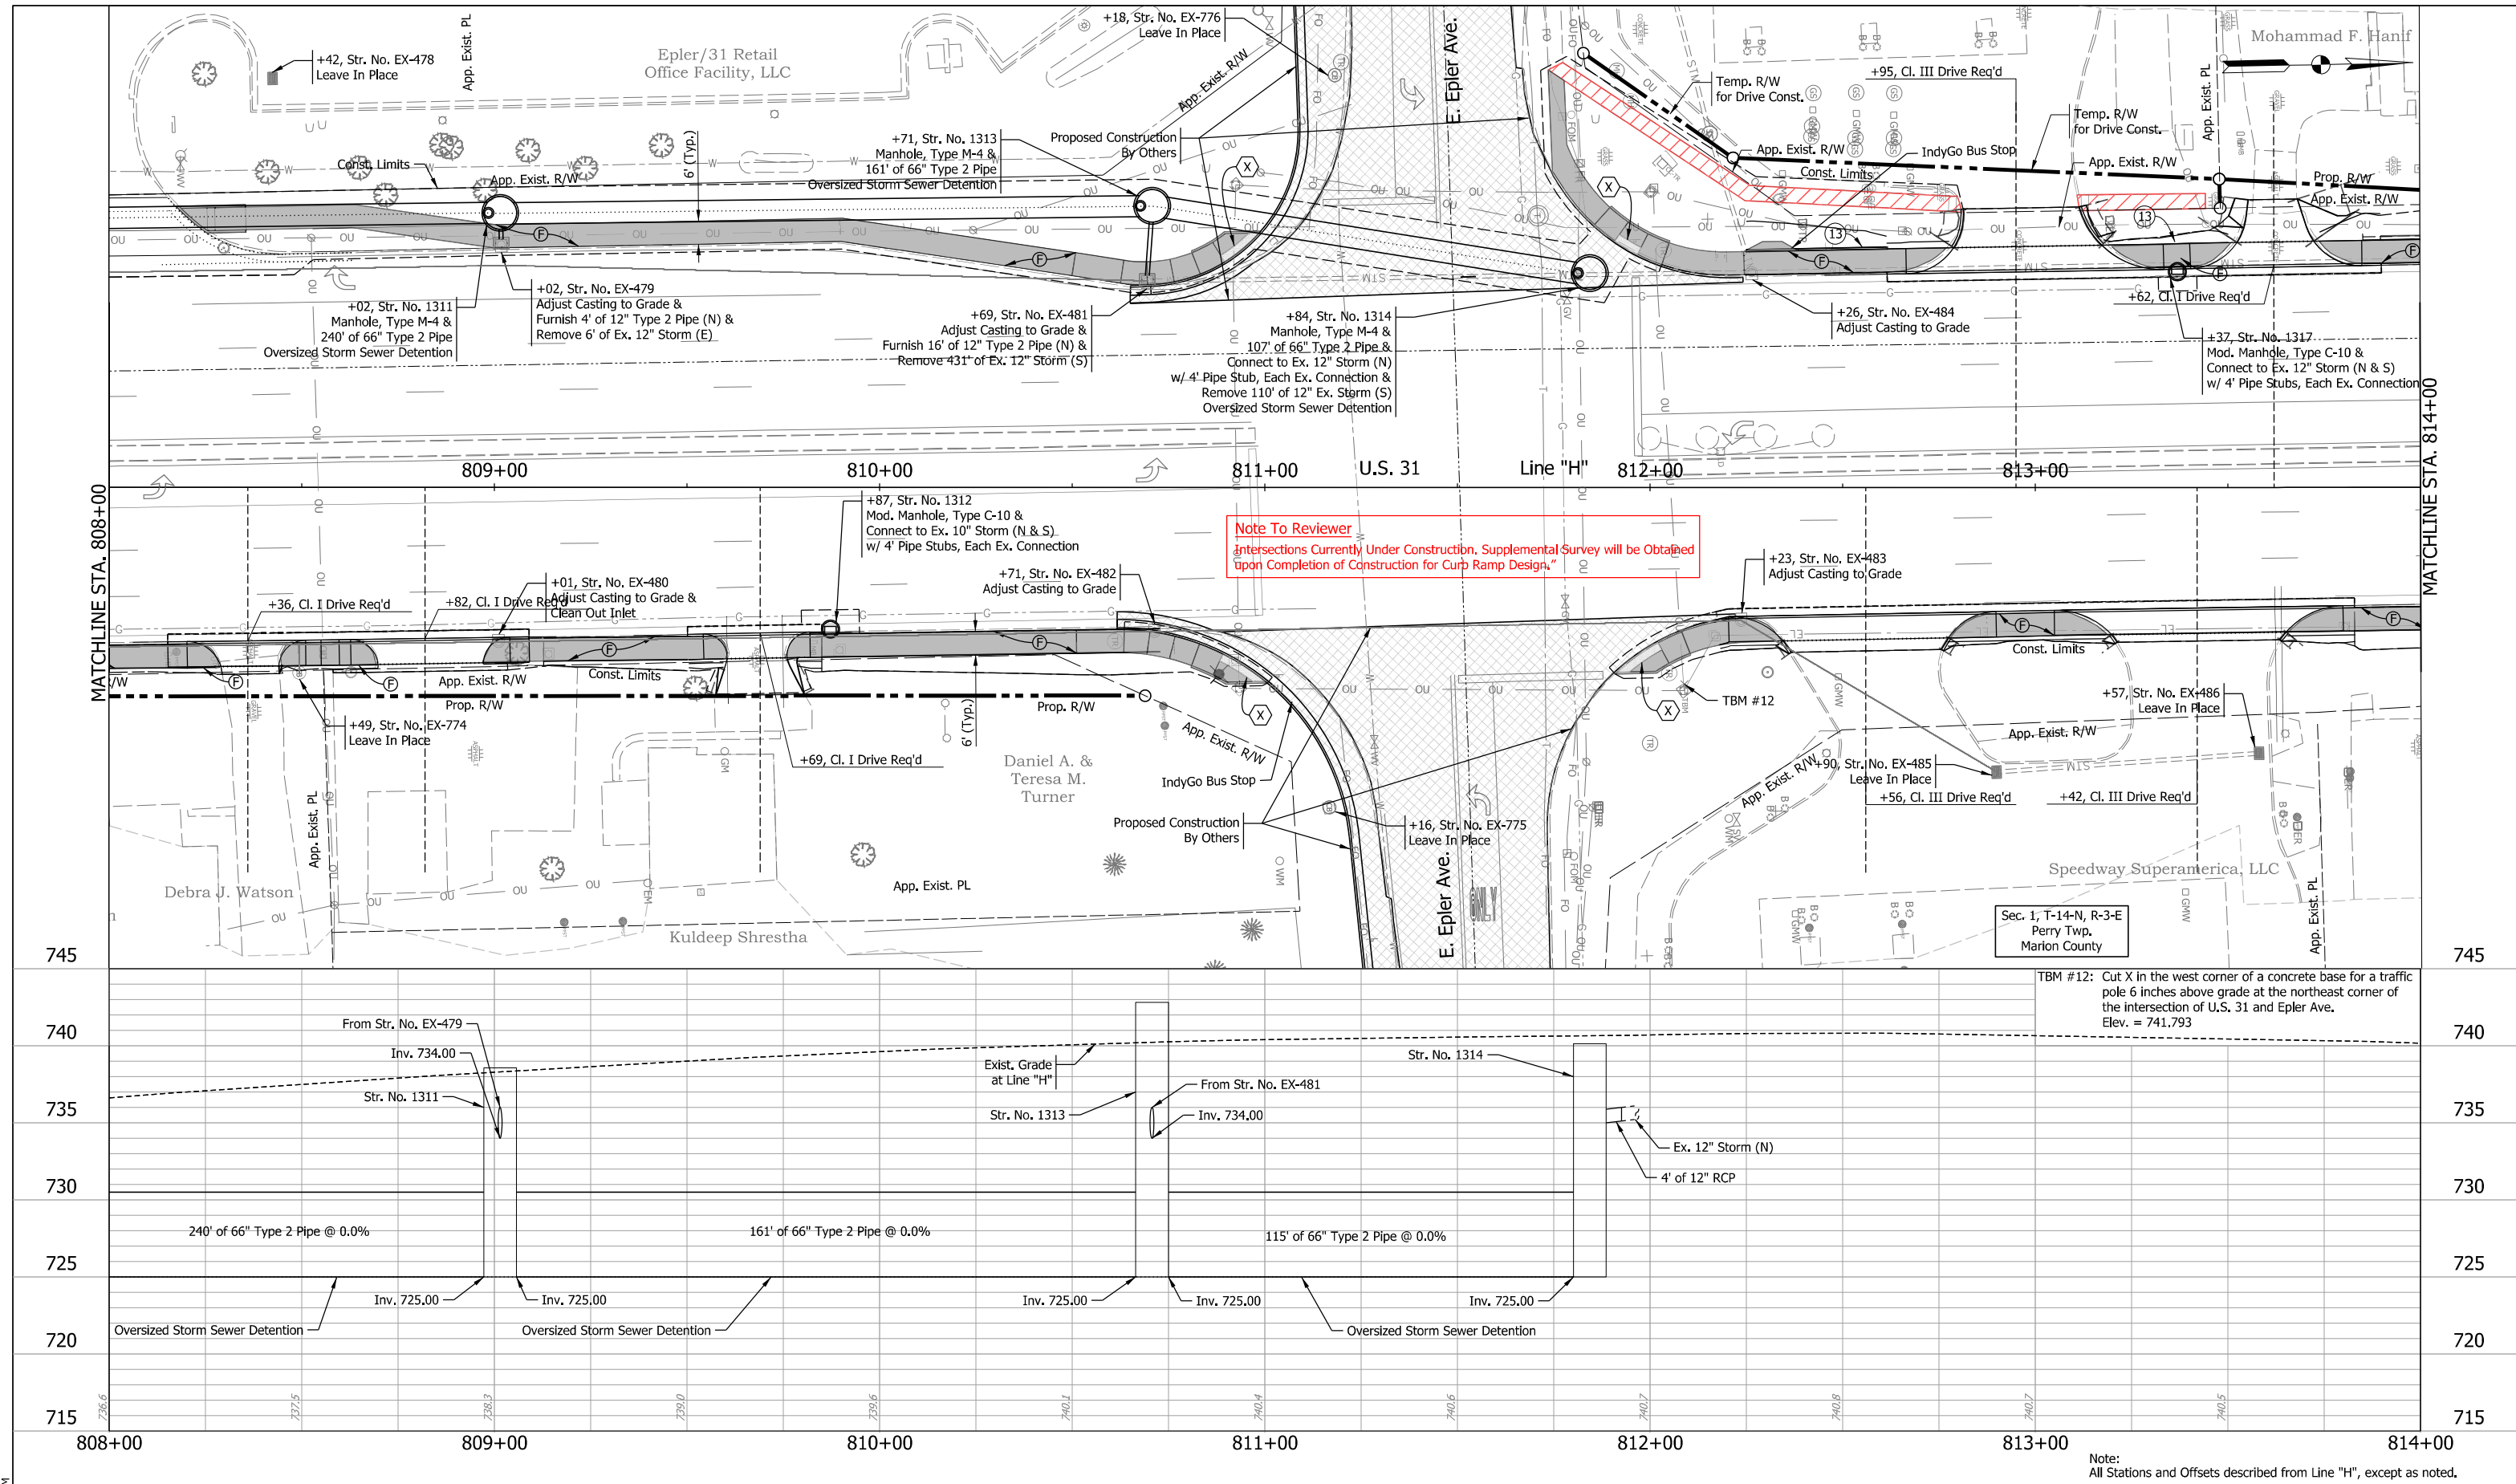 +42, Str. No. EX-478
Leave In Place
App. Exist. PL
Epler/31 Retail
Office Facility, LLC
+18, Str. No. EX-776
Leave In Place
App. Exist. R/W
E. Epler Ave.
Temp. R/W
for Drive Const.
+95, Cl. III Drive Req'd
Mohammad F. Hanif
App. Exist. PL
Temp. R/W
for Drive Const.
Const. Limits
App. Exist. R/W
6' (Typ.)
+71, Str. No. 1313
Manhole, Type M-4 &
161' of 66" Type 2 Pipe
Oversized Storm Sewer Detention
Proposed Construction
By Others
X
X
App. Exist. R/W
Const. Limits
IndyGo Bus Stop
App. Exist. R/W
Prop. R/W
App. Exist. R/W
13
13
F
F
F
F
F
+02, Str. No. 1311
Manhole, Type M-4 &
240' of 66" Type 2 Pipe
Oversized Storm Sewer Detention
+02, Str. No. EX-479
Adjust Casting to Grade &
Furnish 4' of 12" Type 2 Pipe (N) &
Remove 6' of Ex. 12" Storm (E)
+69, Str. No. EX-481
Adjust Casting to Grade &
Furnish 16' of 12" Type 2 Pipe (N) &
Remove 431' of Ex. 12" Storm (S)
+84, Str. No. 1314
Manhole, Type M-4 &
107' of 66" Type 2 Pipe &
Connect to Ex. 12" Storm (N)
w/ 4' Pipe Stub, Each Ex. Connection &
Remove 110' of 12" Ex. Storm (S)
Oversized Storm Sewer Detention
+26, Str. No. EX-484
Adjust Casting to Grade
+62, Cl. I Drive Req'd
+37, Str. No. 1317
Mod. Manhole, Type C-10 &
Connect to Ex. 12" Storm (N & S)
w/ 4' Pipe Stubs, Each Ex. Connection
MATCHLINE STA. 808+00
809+00
810+00
811+00
U.S. 31
Line "H"
812+00
813+00
MATCHLINE STA. 814+00
+87, Str. No. 1312
Mod. Manhole, Type C-10 &
Connect to Ex. 10" Storm (N & S)
w/ 4' Pipe Stubs, Each Ex. Connection
Note To Reviewer
Intersections Currently Under Construction. Supplemental Survey will be Obtained
upon Completion of Construction for Curb Ramp Design."
+36, Cl. I Drive Req'd
+82, Cl. I Drive Req'd
+01, Str. No. EX-480
Adjust Casting to Grade &
Clean Out Inlet
+71, Str. No. EX-482
Adjust Casting to Grade
+23, Str. No. EX-483
Adjust Casting to Grade
F
F
F
F
F
F
/W
App. Exist. R/W
Const. Limits
Prop. R/W
Prop. R/W
6' (Typ.)
+49, Str. No. EX-774
Leave In Place
+69, Cl. I Drive Req'd
Daniel A. &
Teresa M.
Turner
App. Exist. R/W
X
X
IndyGo Bus Stop
TBM #12
Const. Limits
+57, Str. No. EX-486
Leave In Place
App. Exist. R/W
App. Exist. R/W
+90, Str. No. EX-485
Leave In Place
+56, Cl. III Drive Req'd
+42, Cl. III Drive Req'd
Proposed Construction
By Others
+16, Str. No. EX-775
Leave In Place
App. Exist. PL
Debra J. Watson
Kuldeep Shrestha
App. Exist. PL
E. Epler Ave.
ONLY
Speedway Superamerica, LLC
Sec. 1, T-14-N, R-3-E
Perry Twp.
Marion County
App. Exist. PL
745
745
TBM #12: Cut X in the west corner of a concrete base for a traffic
pole 6 inches above grade at the northeast corner of
the intersection of U.S. 31 and Epler Ave.
Elev. = 741.793
740
740
From Str. No. EX-479
Inv. 734.00
Str. No. 1311
Exist. Grade
at Line "H"
Str. No. 1313
From Str. No. EX-481
Inv. 734.00
Str. No. 1314
Ex. 12" Storm (N)
4' of 12" RCP
735
735
730
730
240' of 66" Type 2 Pipe @ 0.0%
161' of 66" Type 2 Pipe @ 0.0%
115' of 66" Type 2 Pipe @ 0.0%
725
725
Inv. 725.00
Inv. 725.00
Inv. 725.00
Inv. 725.00
Inv. 725.00
Oversized Storm Sewer Detention
Oversized Storm Sewer Detention
Oversized Storm Sewer Detention
720
720
715
715
736.6
737.5
738.3
739.0
739.6
740.1
740.4
740.6
740.7
740.8
740.7
740.5
808+00
809+00
810+00
811+00
812+00
813+00
814+00
Note:
All Stations and Offsets described from Line "H", except as noted.